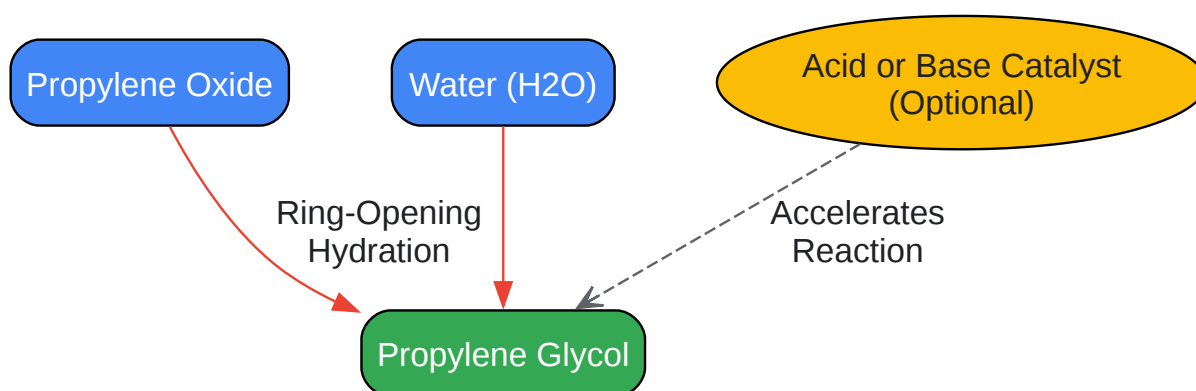 Propylene Oxide
Water (H2O)
Acid or Base Catalyst
(Optional)
Ring-Opening
Hydration
Accelerates
Reaction
Propylene Glycol